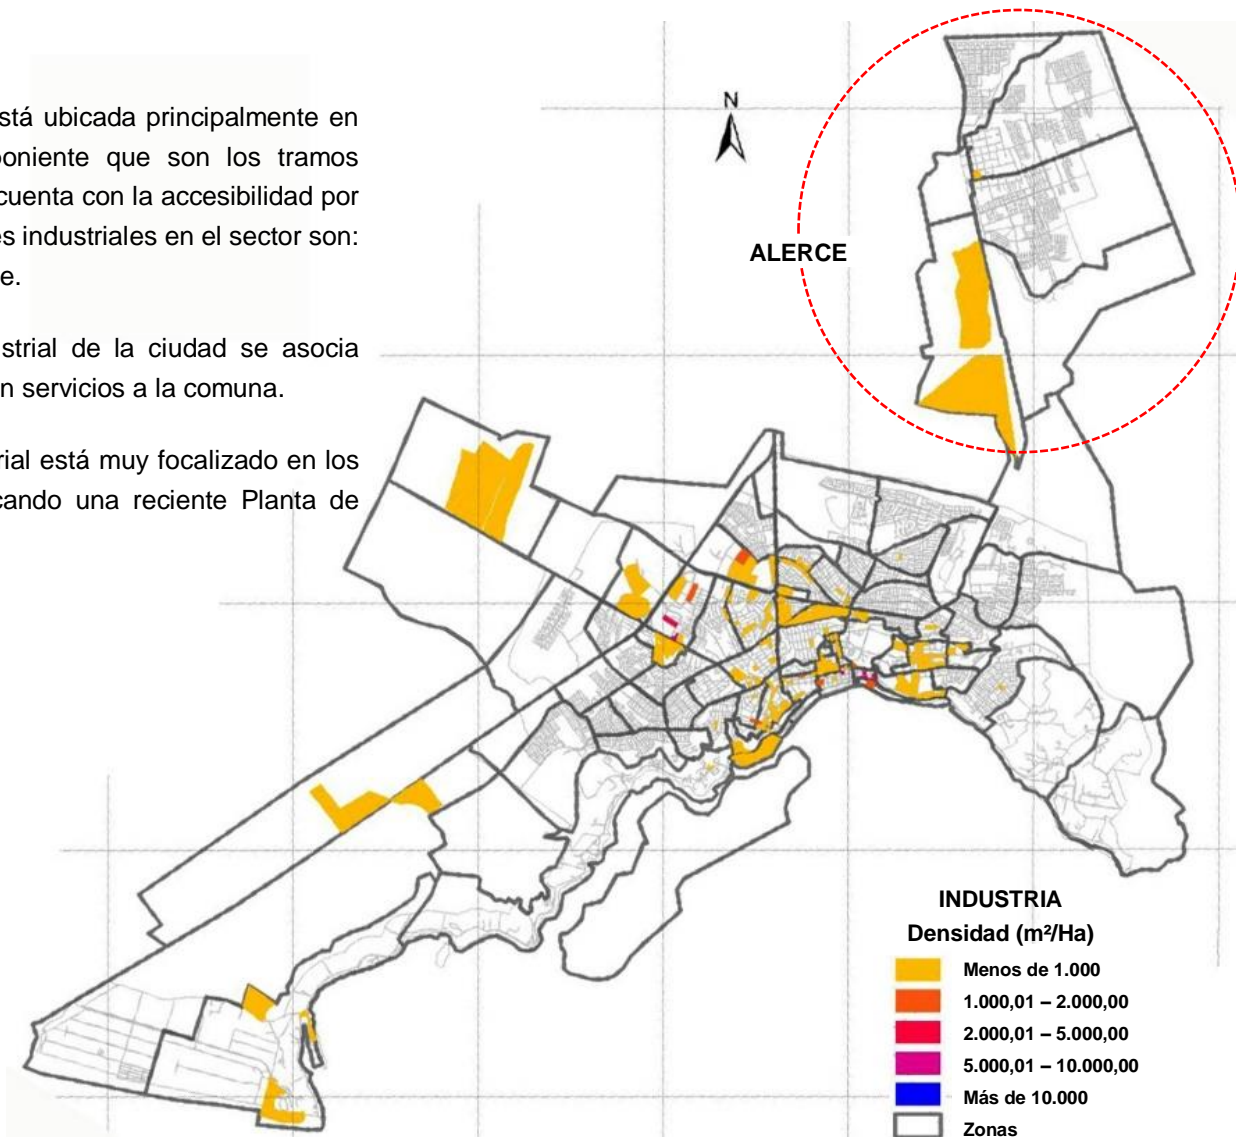 está ubicada principalmente en
poniente que son los tramos
cuenta con la accesibilidad por
es industriales en el sector son:
e.
ustrial de la ciudad se asocia
n servicios a la comuna.
rial está muy focalizado en los
cando una reciente Planta de
N
ALERCE
INDUSTRIA
Densidad (m²/Ha)
Menos de 1.000
1.000,01 – 2.000,00
2.000,01 – 5.000,00
5.000,01 – 10.000,00
Más de 10.000
Zonas